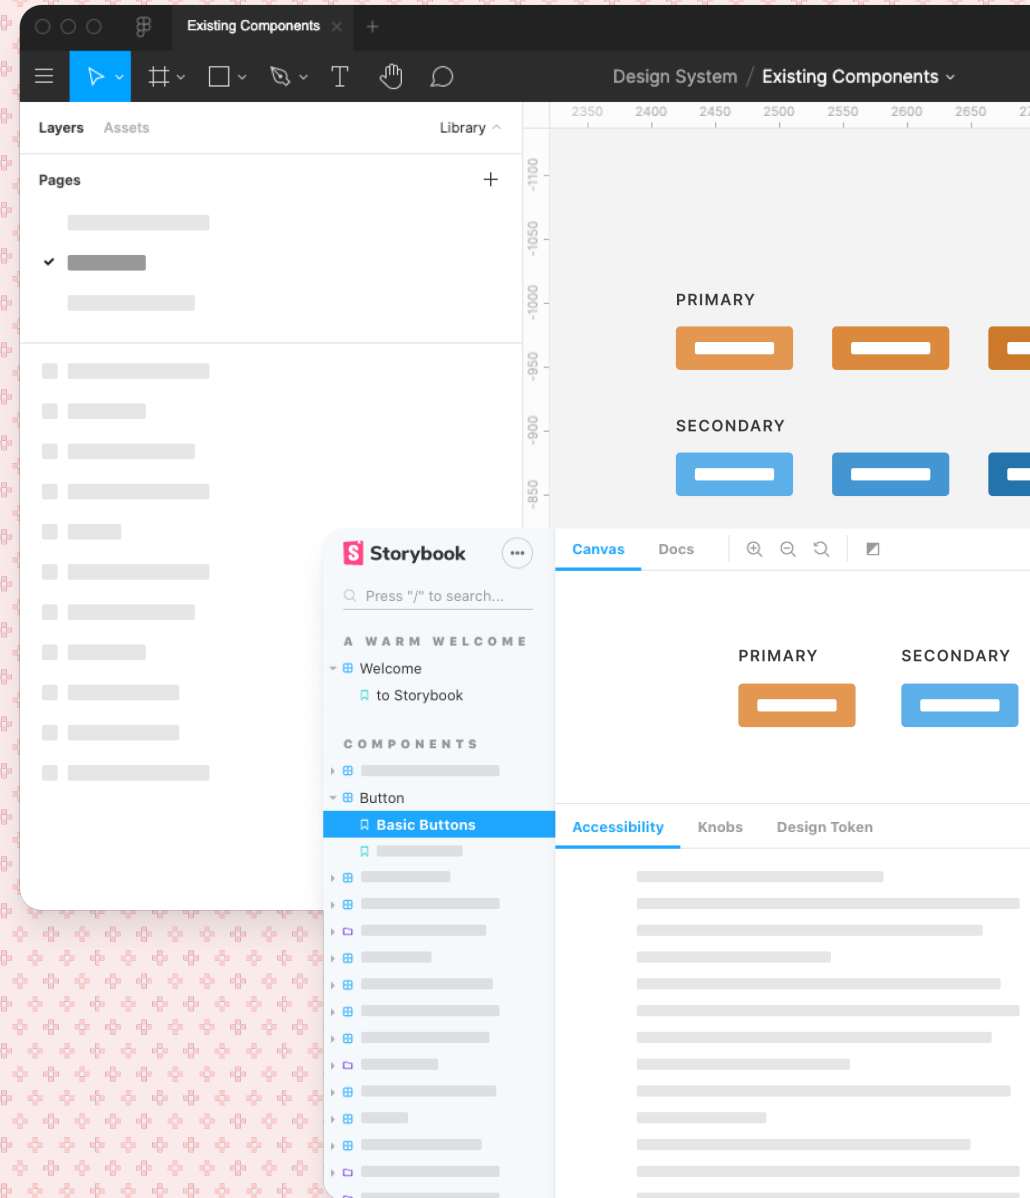 Existing Components
Design System / Existing Components
Layers Assets Library
Pages
2350 2400 2450 2500 2550 2600 2650
-1100
-1050
-1000
-950
-900
-850
PRIMARY
SECONDARY
Storybook
Press "/" to search...
A WARM WELCOME
Welcome
to Storybook
COMPONENTS
Button
Basic Buttons
Canvas Docs
PRIMARY SECONDARY
Accessibility Knobs Design Token